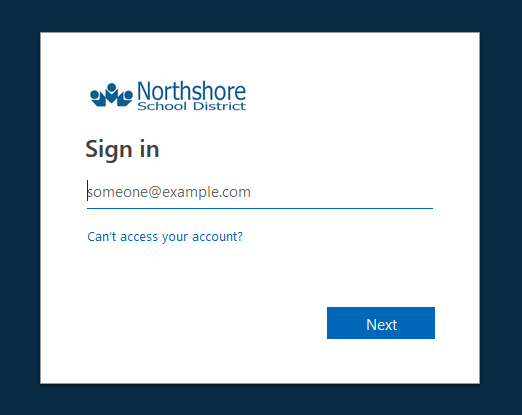 Northshore
School District
Sign in
someone@example.com
Can't access your account?
Next